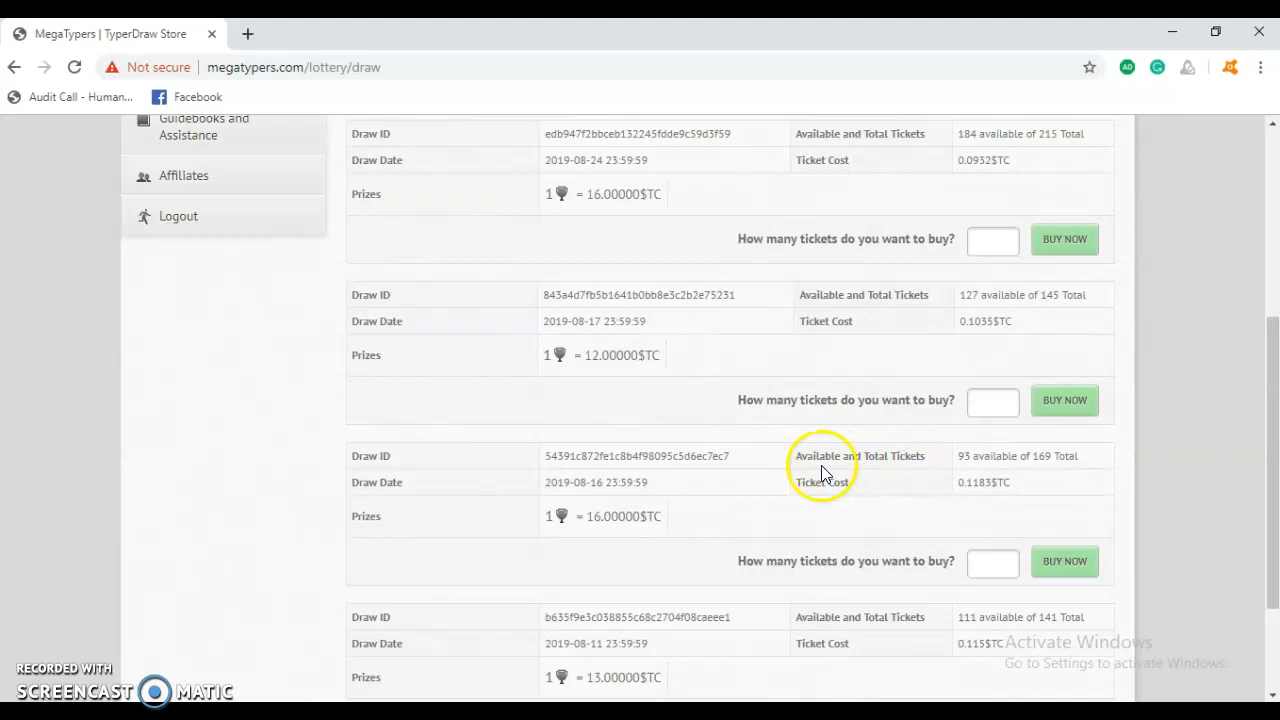 MegaTypers | TyperDraw Store
Not secure
megatypers.com/lottery/draw
Audit Call - Human...
Facebook
Guidebooks and
Assistance
Affiliates
Logout
Draw ID edb947f2bbceb132245fdde9c59d3f59 Available and Total Tickets 184 available of 215 Total
Draw Date 2019-08-24 23:59:59 Ticket Cost 0.0932$TC
Prizes 1 = 16.00000$TC
How many tickets do you want to buy? BUY NOW
Draw ID 843a4d7fb5b1641b0bb8e3c2b2e75231 Available and Total Tickets 127 available of 145 Total
Draw Date 2019-08-17 23:59:59 Ticket Cost 0.1035$TC
Prizes 1 = 12.00000$TC
How many tickets do you want to buy? BUY NOW
Draw ID 54391c872fe1c8b4f98095c5d6ec7ec7 Available and Total Tickets 93 available of 169 Total
Draw Date 2019-08-16 23:59:59 Ticket Cost 0.1183$TC
Prizes 1 = 16.00000$TC
How many tickets do you want to buy? BUY NOW
Draw ID b635f9e3c038855c68c2704f08caeee1 Available and Total Tickets 111 available of 141 Total
Draw Date 2019-08-11 23:59:59 Ticket Cost 0.115$TC
Prizes 1 = 13.00000$TC
Activate Windows
Go to Settings to activate Windows.
RECORDED WITH
SCREENCAST MATIC